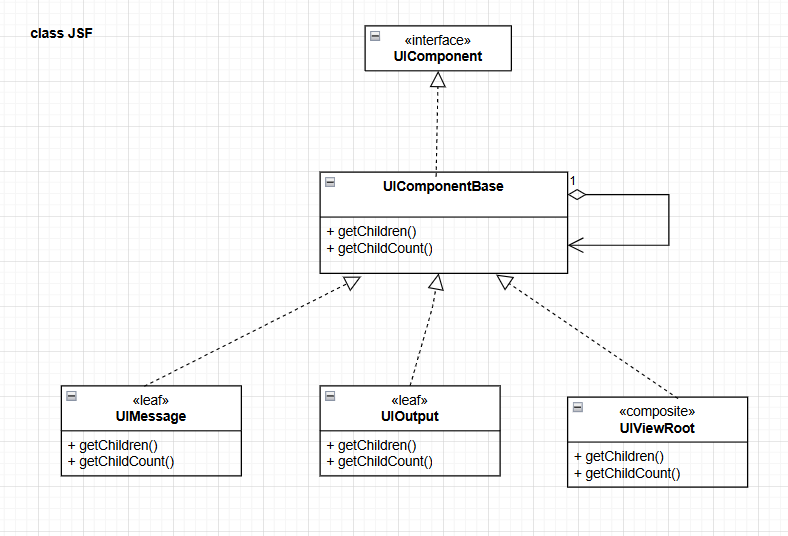 class JSF
«interface»
UIComponent
UIComponentBase
1
+ getChildren()
+ getChildCount()
«leaf»
UIMessage
+ getChildren()
+ getChildCount()
«leaf»
UIOutput
+ getChildren()
+ getChildCount()
«composite»
UIViewRoot
+ getChildren()
+ getChildCount()